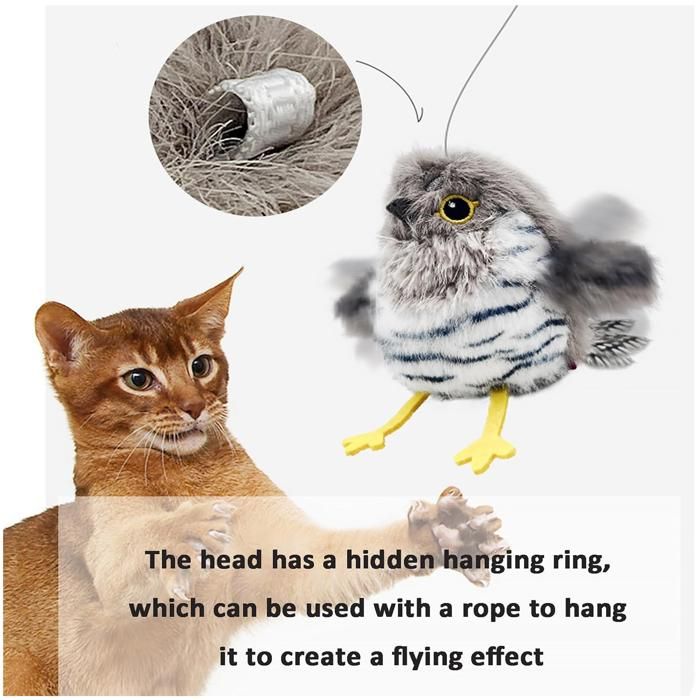 The head has a hidden hanging ring,
which can be used with a rope to hang
it to create a flying effect